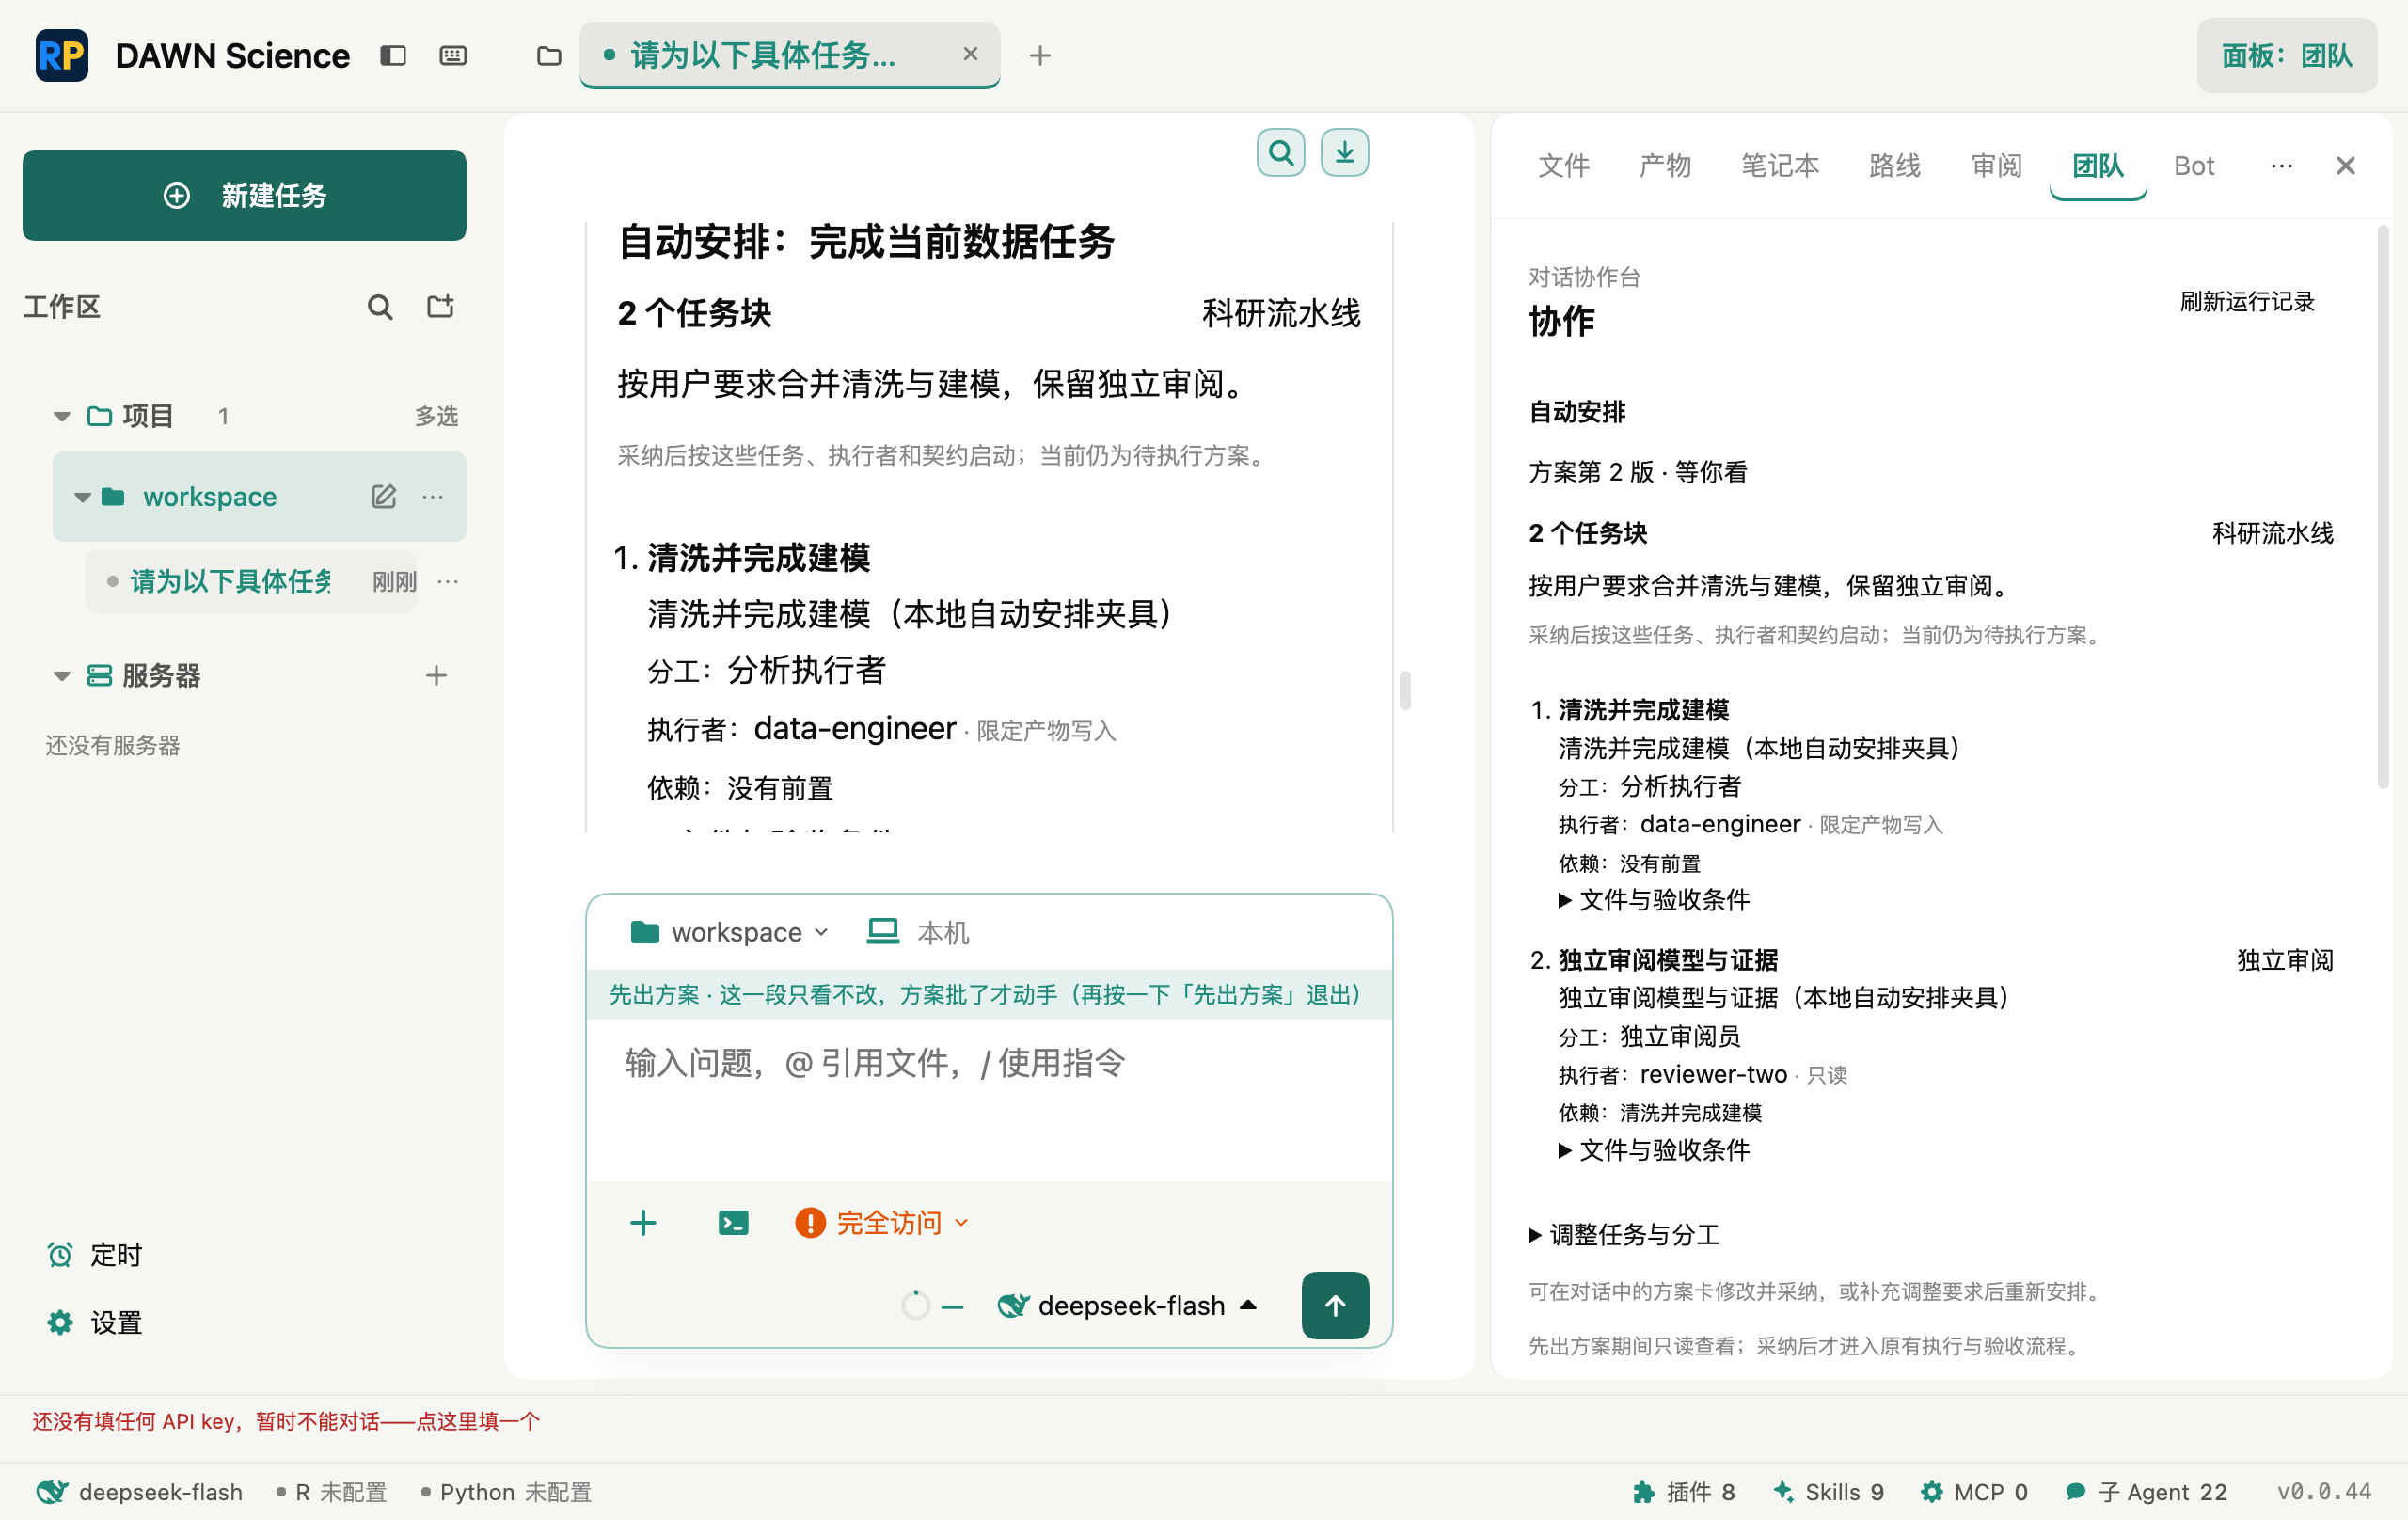 RP DAWN Science
请为以下具体任务...
面板：团队
新建任务
工作区
项目 1 多选
workspace
请为以下具体任务 刚刚
服务器
还没有服务器
定时
设置
自动安排：完成当前数据任务
2 个任务块 科研流水线
按用户要求合并清洗与建模，保留独立审阅。
采纳后按这些任务、执行者和契约启动；当前仍为待执行方案。
1. 清洗并完成建模
清洗并完成建模（本地自动安排夹具）
分工：分析执行者
执行者：data-engineer · 限定产物写入
依赖：没有前置
workspace 本机
先出方案 · 这一段只看不改，方案批了才动手（再按一下「先出方案」退出）
输入问题，@ 引用文件，/ 使用指令
完全访问
deepseek-flash
文件 产物 笔记本 路线 审阅 团队 Bot
对话协作台
协作
刷新运行记录
自动安排
方案第 2 版 · 等你看
2 个任务块 科研流水线
按用户要求合并清洗与建模，保留独立审阅。
采纳后按这些任务、执行者和契约启动；当前仍为待执行方案。
1. 清洗并完成建模
清洗并完成建模（本地自动安排夹具）
分工：分析执行者
执行者：data-engineer · 限定产物写入
依赖：没有前置
文件与验收条件
2. 独立审阅模型与证据 独立审阅
独立审阅模型与证据（本地自动安排夹具）
分工：独立审阅员
执行者：reviewer-two · 只读
依赖：清洗并完成建模
文件与验收条件
调整任务与分工
可在对话中的方案卡修改并采纳，或补充调整要求后重新安排。
先出方案期间只读查看；采纳后才进入原有执行与验收流程。
还没有填任何 API key，暂时不能对话——点这里填一个
deepseek-flash R 未配置 Python 未配置
插件 8 Skills 9 MCP 0 子 Agent 22 v0.0.44